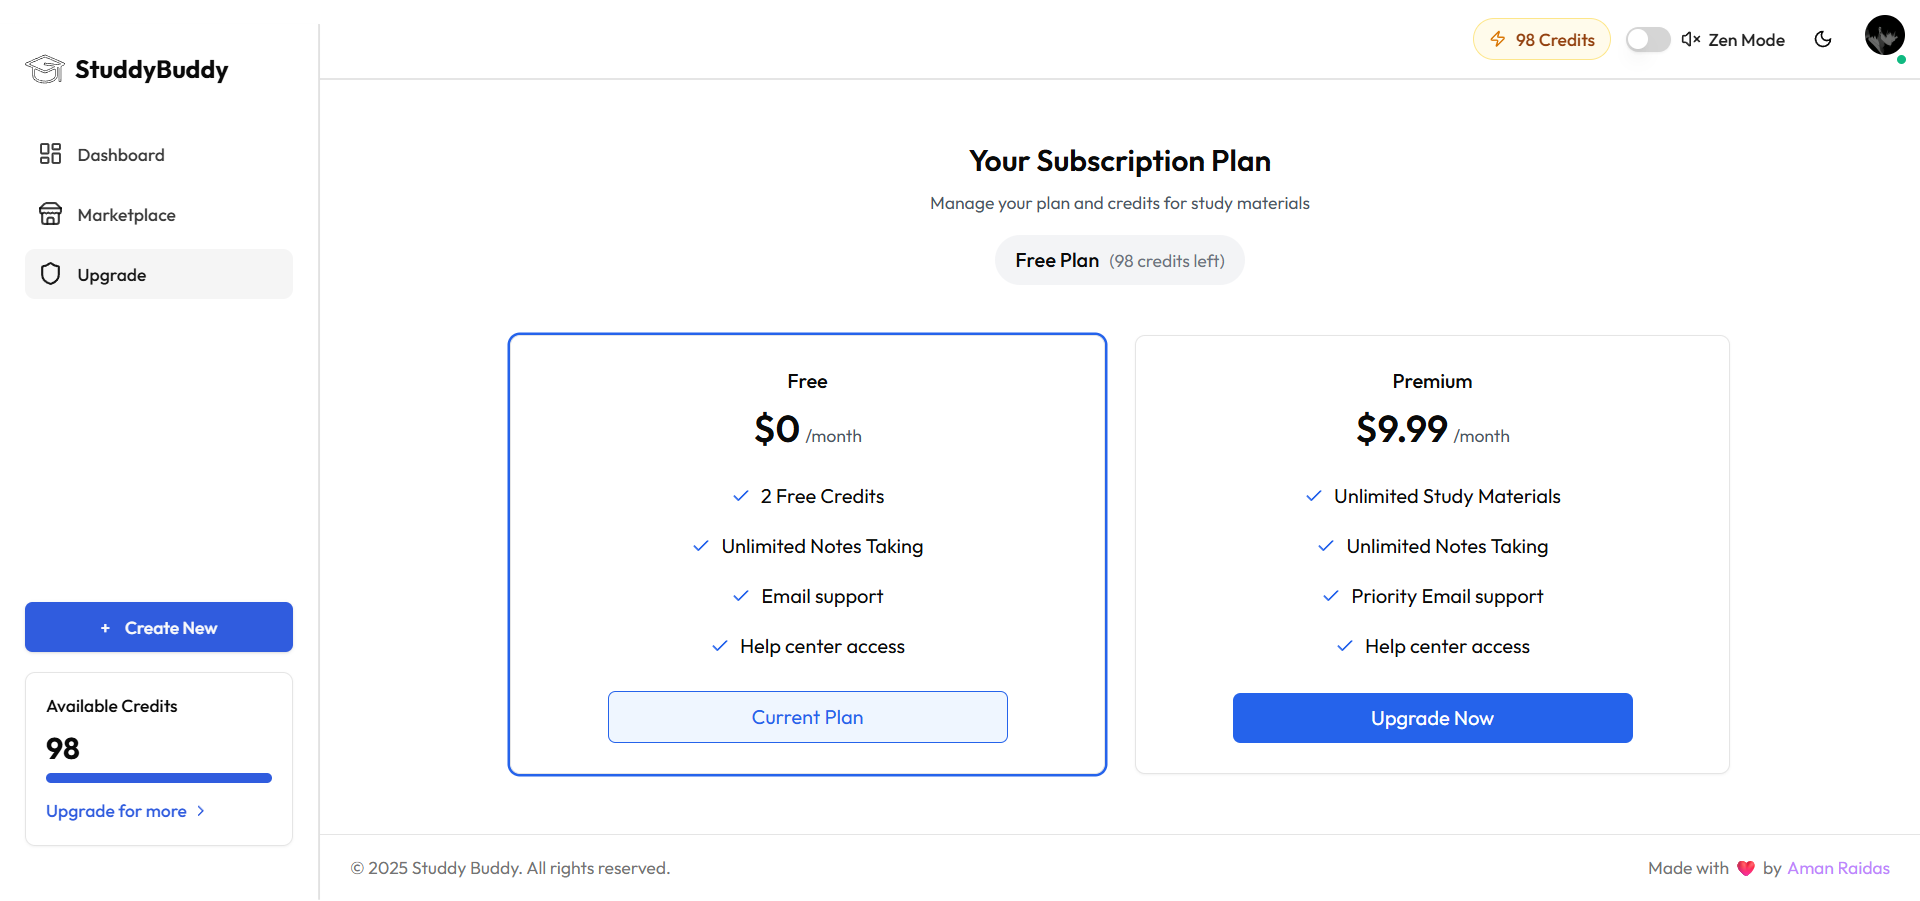 StuddyBuddy
Dashboard
Marketplace
Upgrade
+ Create New
Available Credits
98
Upgrade for more
98 Credits
Zen Mode
Your Subscription Plan
Manage your plan and credits for study materials
Free Plan (98 credits left)
Free
$0 /month
2 Free Credits
Unlimited Notes Taking
Email support
Help center access
Current Plan
Premium
$9.99 /month
Unlimited Study Materials
Unlimited Notes Taking
Priority Email support
Help center access
Upgrade Now
© 2025 Studdy Buddy. All rights reserved.
Made with ❤️ by Aman Raidas